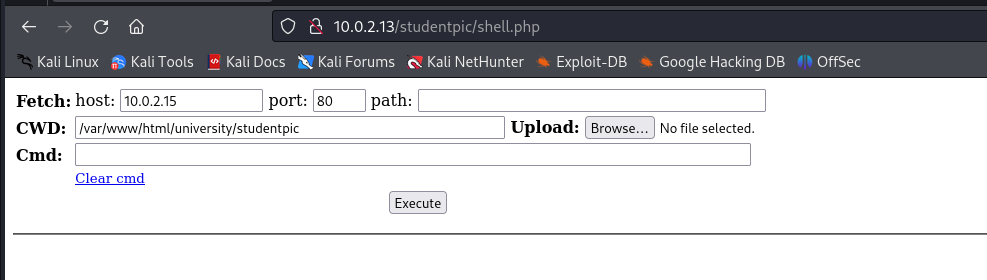 10.0.2.13/studentpic/shell.php
Kali Linux Kali Tools Kali Docs Kali Forums Kali NetHunter Exploit-DB Google Hacking DB OffSec
Fetch: host: 10.0.2.15 port: 80 path:
CWD: /var/www/html/university/studentpic Upload: Browse... No file selected.
Cmd:
Clear cmd
Execute